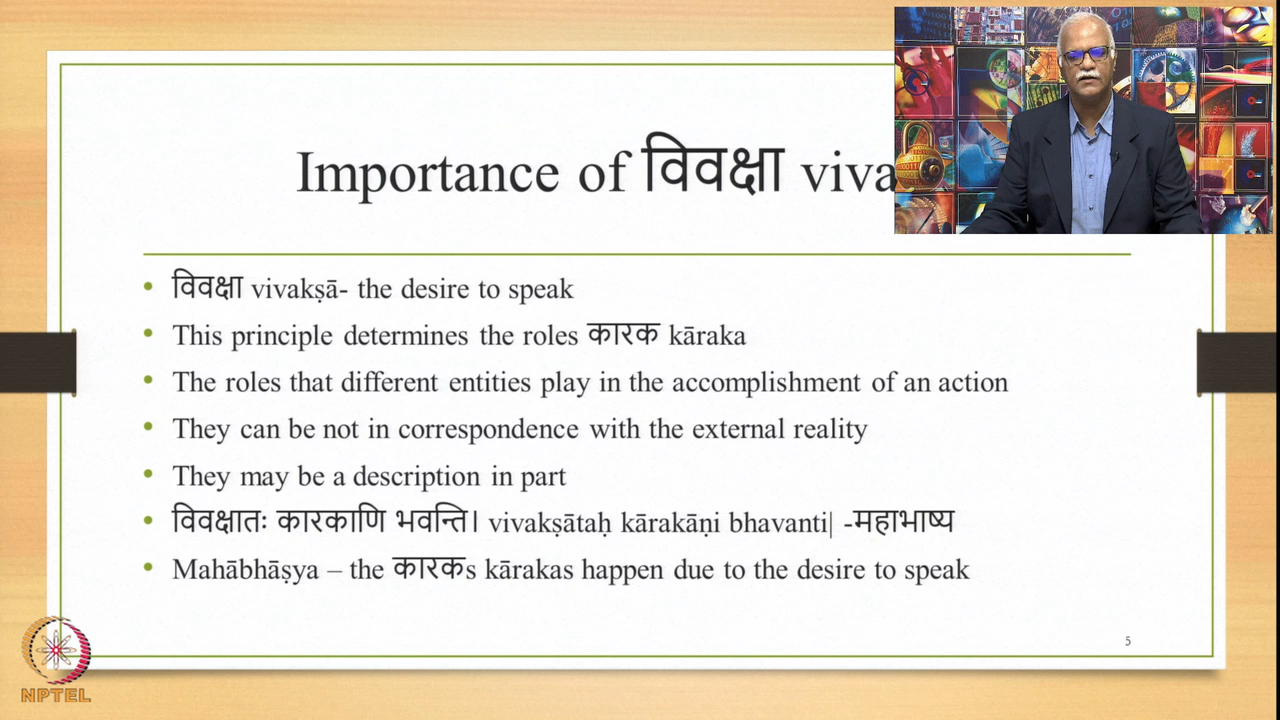 Importance of विवक्षा viva
• विवक्षा vivakṣā- the desire to speak
• This principle determines the roles कारक kāraka
• The roles that different entities play in the accomplishment of an action
• They can be not in correspondence with the external reality
• They may be a description in part
• विवक्षातः कारकाणि भवन्ति। vivakṣātaḥ kārakāṇi bhavanti| -महाभाष्य
• Mahābhāṣya – the कारकs kārakas happen due to the desire to speak
5
NPTEL